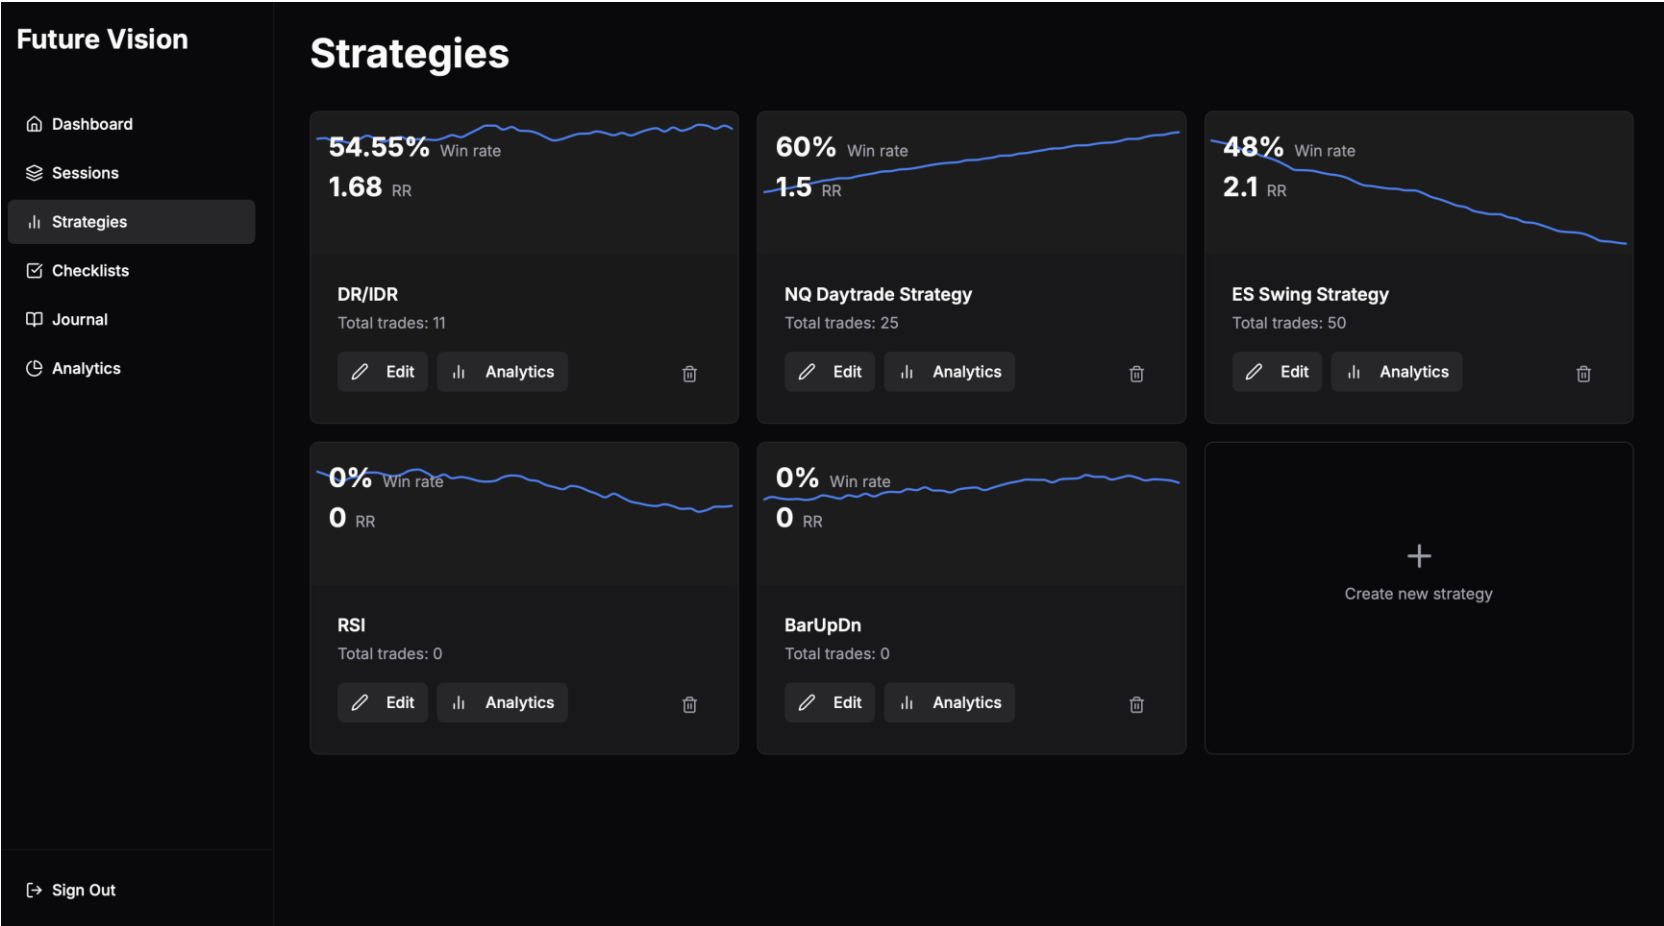 Future Vision
Dashboard
Sessions
Strategies
Checklists
Journal
Analytics
Sign Out
Strategies
54.55% Win rate
1.68 RR
DR/IDR
Total trades: 11
Edit
Analytics
60% Win rate
1.5 RR
NQ Daytrade Strategy
Total trades: 25
Edit
Analytics
48% Win rate
2.1 RR
ES Swing Strategy
Total trades: 50
Edit
Analytics
0% Win rate
0 RR
RSI
Total trades: 0
Edit
Analytics
0% Win rate
0 RR
BarUpDn
Total trades: 0
Edit
Analytics
Create new strategy